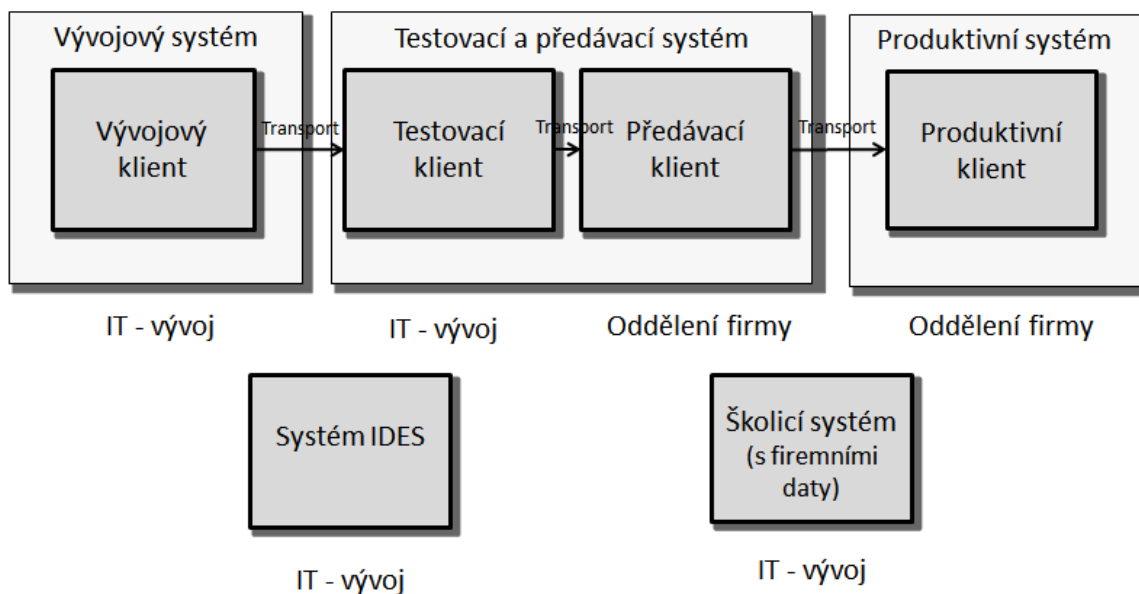 Vývojový systém
Testovací a předávací systém
Produktivní systém
Vývojový
klient
Transport
Testovací
klient
Transport
Předávací
klient
Transport
Produktivní
klient
IT - vývoj
IT - vývoj
Oddělení firmy
Oddělení firmy
Systém IDES
Školicí systém
(s firemními
daty)
IT - vývoj
IT - vývoj